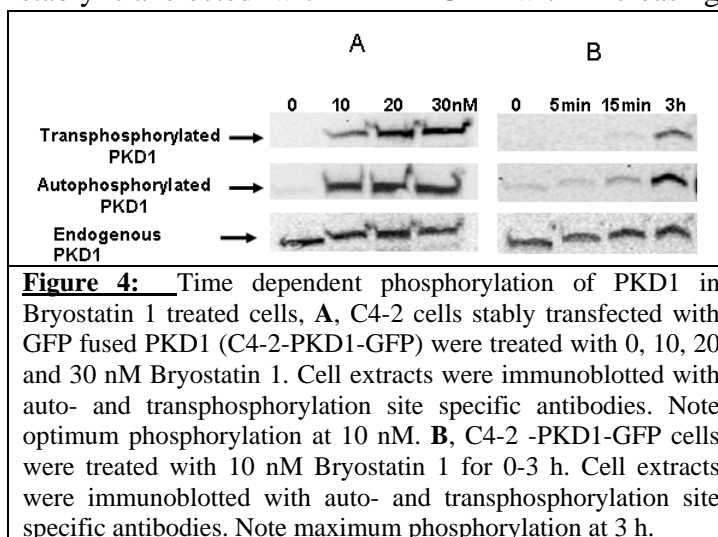 A
B
0 10 20 30nM
0 5min 15min 3h
Transphosphorylated
PKD1
Autophosphorylated
PKD1
Endogenous
PKD1
Figure 4: Time dependent phosphorylation of PKD1 in
Bryostatin 1 treated cells, A, C4-2 cells stably transfected with
GFP fused PKD1 (C4-2-PKD1-GFP) were treated with 0, 10, 20
and 30 nM Bryostatin 1. Cell extracts were immunoblotted with
auto- and transphosphorylation site specific antibodies. Note
optimum phosphorylation at 10 nM. B, C4-2 -PKD1-GFP cells
were treated with 10 nM Bryostatin 1 for 0-3 h. Cell extracts
were immunoblotted with auto- and transphosphorylation site
specific antibodies. Note maximum phosphorylation at 3 h.